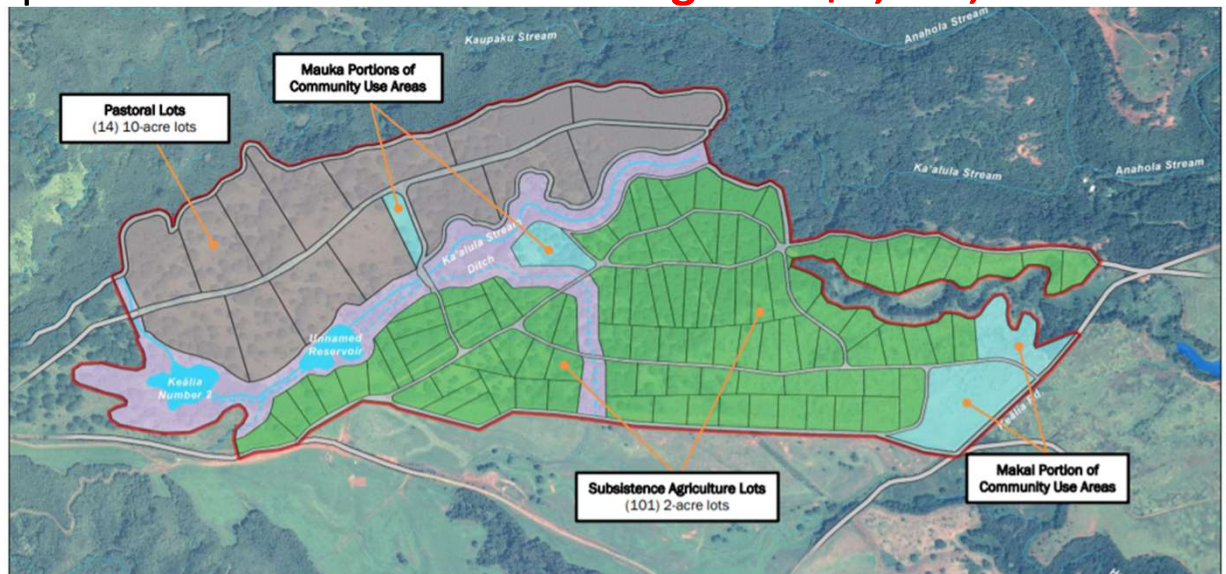 Kaupaku Stream
Anahola Stream
Mauka Portions of
Community Use Areas
Pastoral Lots
(14) 10-acre lots
Ka'alula Stream
Anahola Stream
Ka'alula Stream
Ditch
Unnamed
Reservoir
Keālia
Number 2
Keālia Rd
Makai Portion of
Community Use Areas
Subsistence Agriculture Lots
(101) 2-acre lots